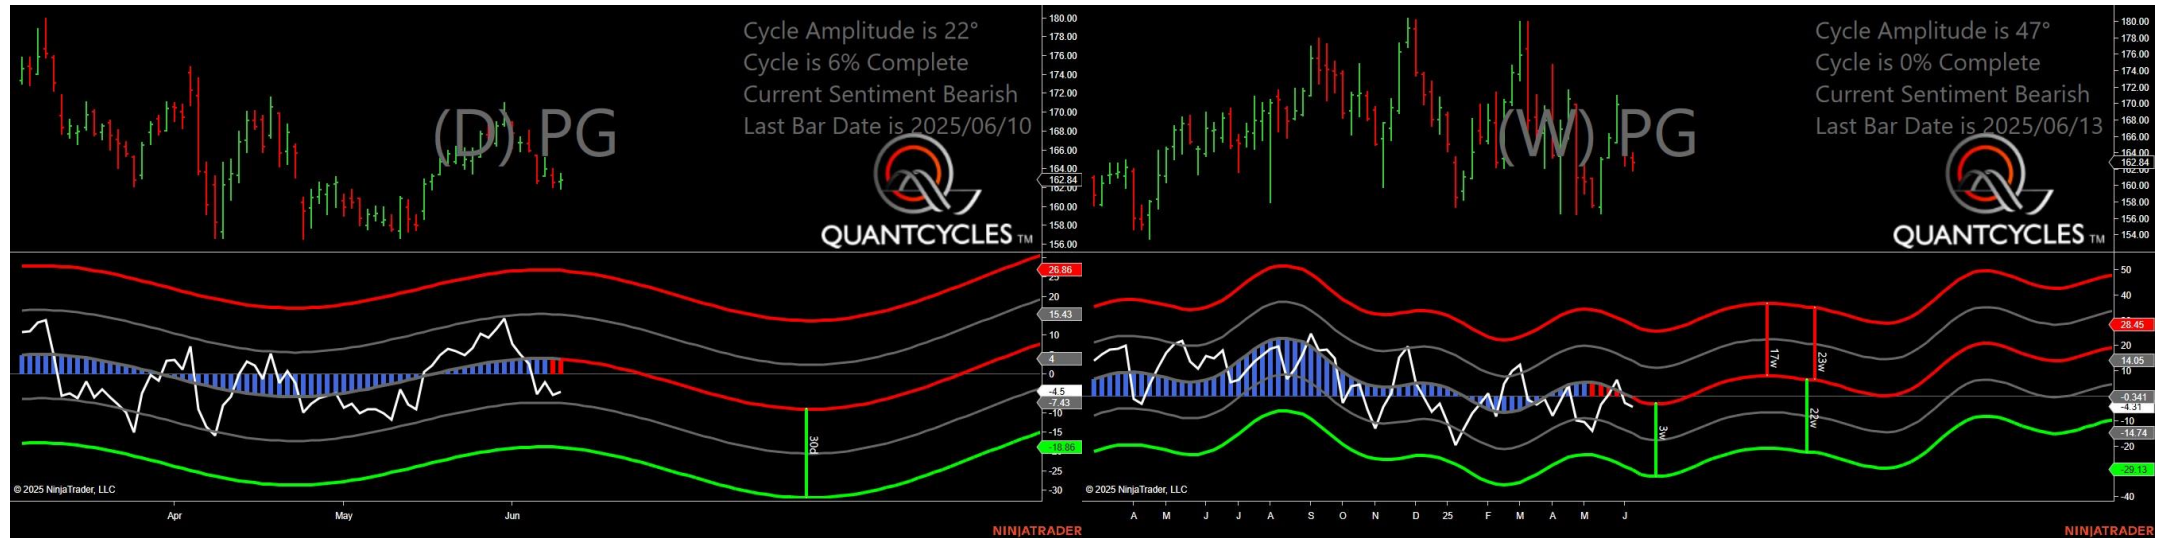 Cycle Amplitude is 22°
Cycle is 6% Complete
Current Sentiment Bearish
Last Bar Date is 2025/06/10
(D) PG
QUANTCYCLES TM
180.00
178.00
176.00
174.00
172.00
170.00
168.00
166.00
164.00
162.84
162.00
160.00
158.00
156.00
26.86
25
20
15.43
10
4
0
-4.5
-7.43
-10
-15
-18.86
-25
-30
30d
© 2025 NinjaTrader, LLC
Apr May Jun
NINJATRADER
Cycle Amplitude is 47°
Cycle is 0% Complete
Current Sentiment Bearish
Last Bar Date is 2025/06/13
(W) PG
QUANTCYCLES TM
180.00
178.00
176.00
174.00
172.00
170.00
168.00
166.00
164.00
162.84
162.00
160.00
158.00
156.00
154.00
50
40
28.45
20
14.05
10
-0.341
-4.31
-10
-14.74
-20
-29.13
-40
17w
23w
3w
22w
© 2025 NinjaTrader, LLC
A M J J A S O N D 25 F M A M J
NINJATRADER